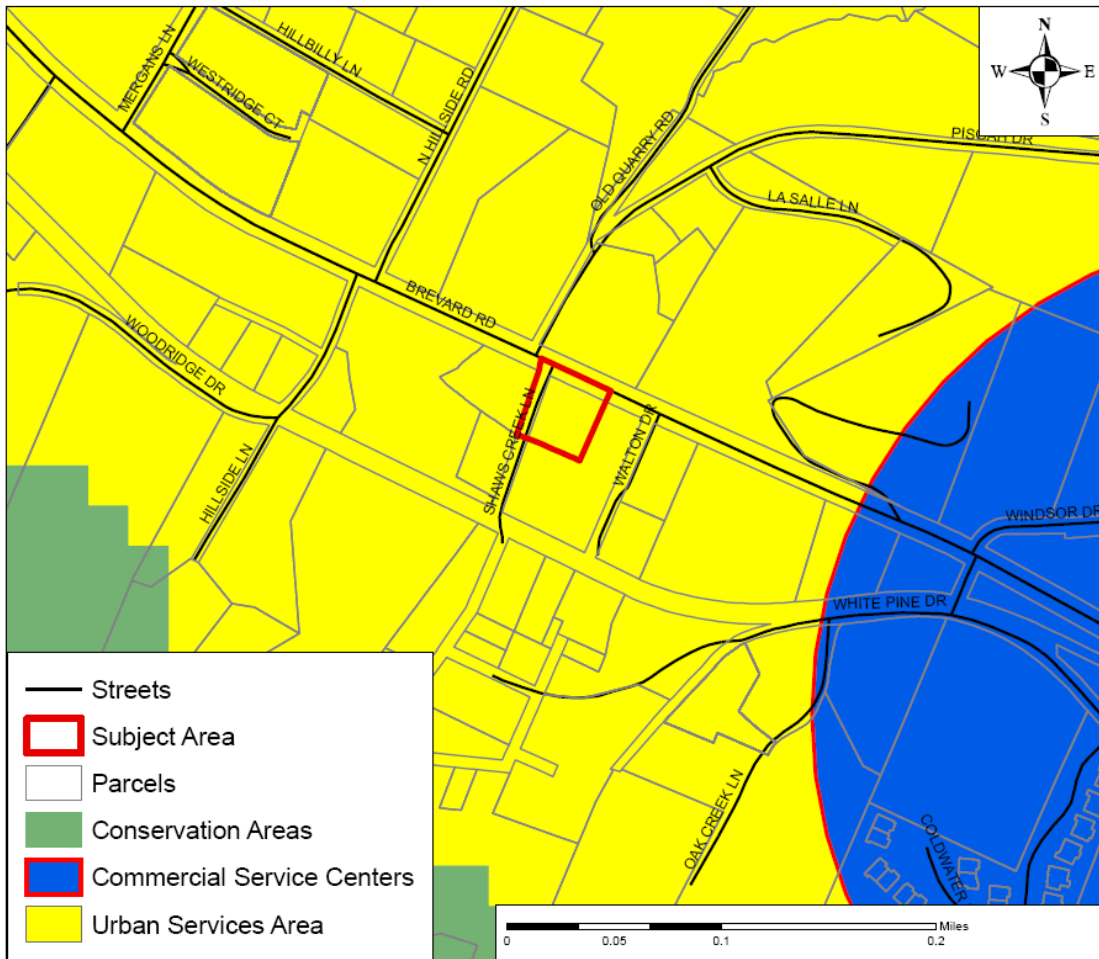 N
W E
S
MERGANS LN
HILLBILLY LN
WESTRIDGE CT
N HILLSIDE RD
OLD QUARRY RD
PISGAH DR
LA SALLE LN
BREVARD RD
WOODRIDGE DR
SHAWS CREEK LN
WALTON DR
HILLSIDE LN
WINDSOR DR
WHITE PINE DR
OAK CREEK LN
COLDWATER
Streets
Subject Area
Parcels
Conservation Areas
Commercial Service Centers
Urban Services Area
Miles
0 0.05 0.1 0.2